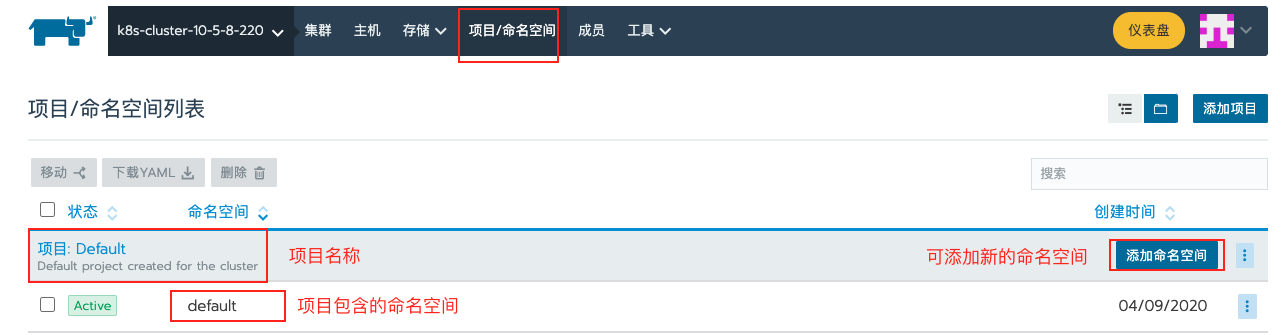 k8s-cluster-10-5-8-220 集群 主机 存储 项目/命名空间 成员 工具 仪表盘
项目/命名空间列表 添加项目
移动 下载YAML 删除 搜索
状态 命名空间 创建时间
项目: Default
Default project created for the cluster 项目名称 可添加新的命名空间 添加命名空间
Active default 项目包含的命名空间 04/09/2020